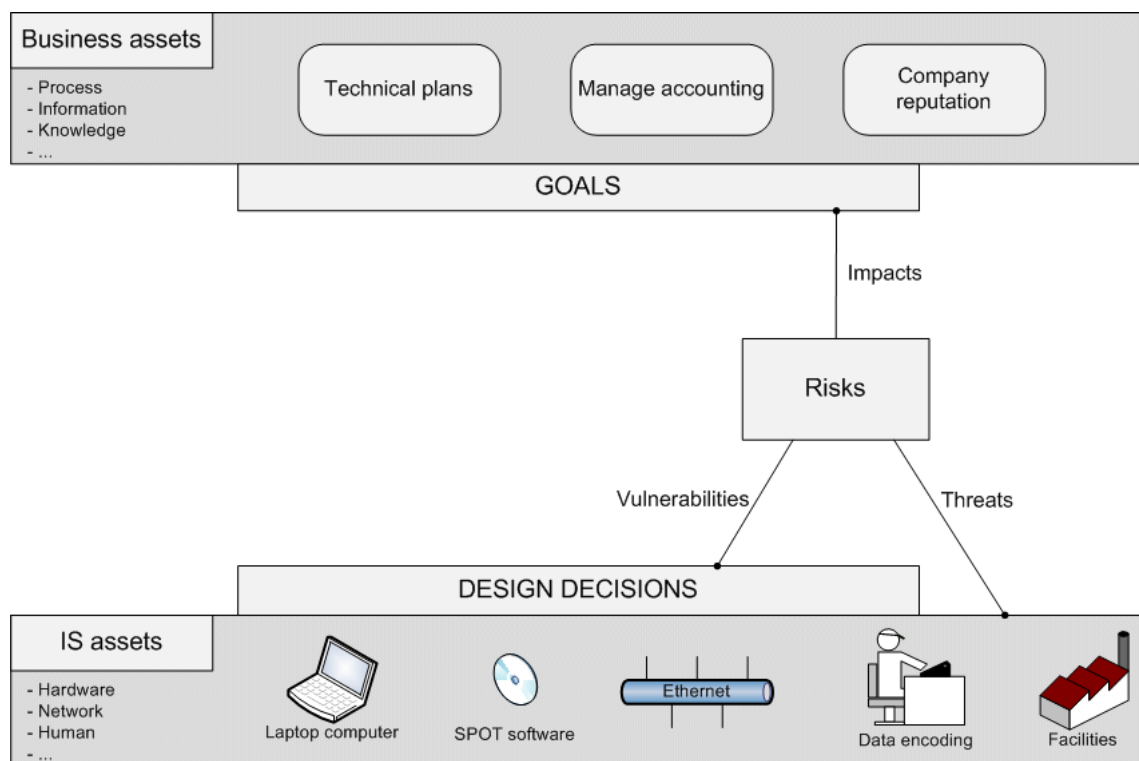 Business assets
- Process
- Information
- Knowledge
- ...
Technical plans
Manage accounting
Company
reputation
GOALS
Impacts
Risks
Vulnerabilities
Threats
DESIGN DECISIONS
IS assets
- Hardware
- Network
- Human
- ...
Laptop computer
SPOT software
Ethernet
Data encoding
Facilities